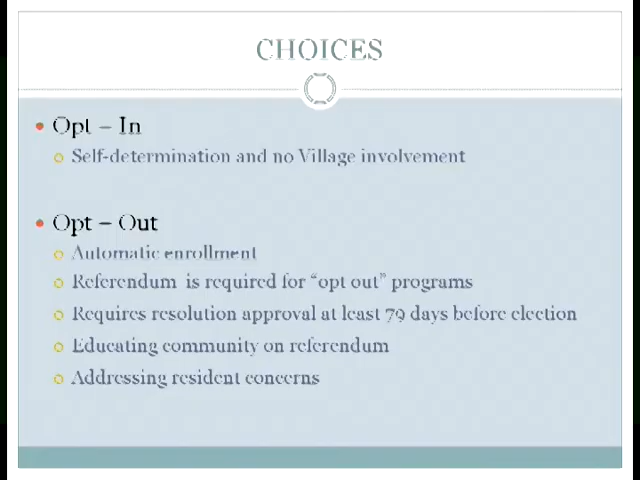 CHOICES
Opt – In
Self-determination and no Village involvement
Opt – Out
Automatic enrollment
Referendum is required for “opt out” programs
Requires resolution approval at least 79 days before election
Educating community on referendum
Addressing resident concerns